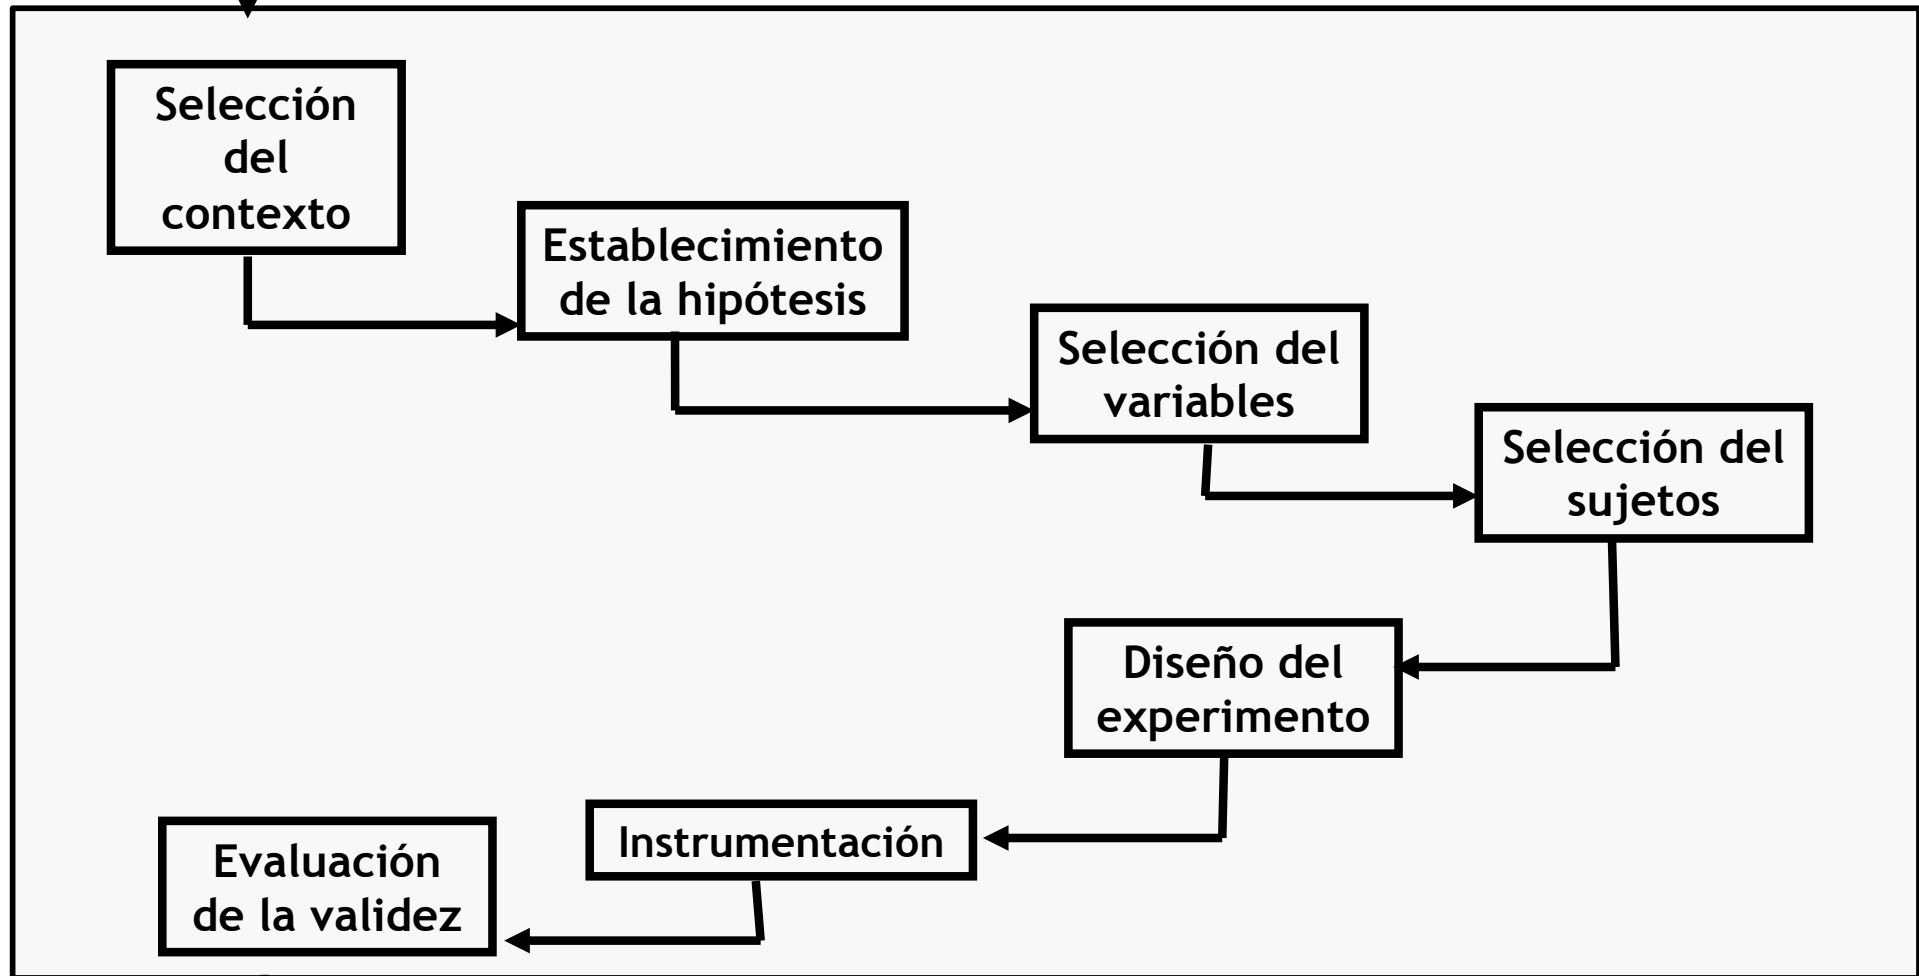 Selección
del
contexto
Establecimiento
de la hipótesis
Selección del
variables
Selección del
sujetos
Diseño del
experimento
Instrumentación
Evaluación
de la validez